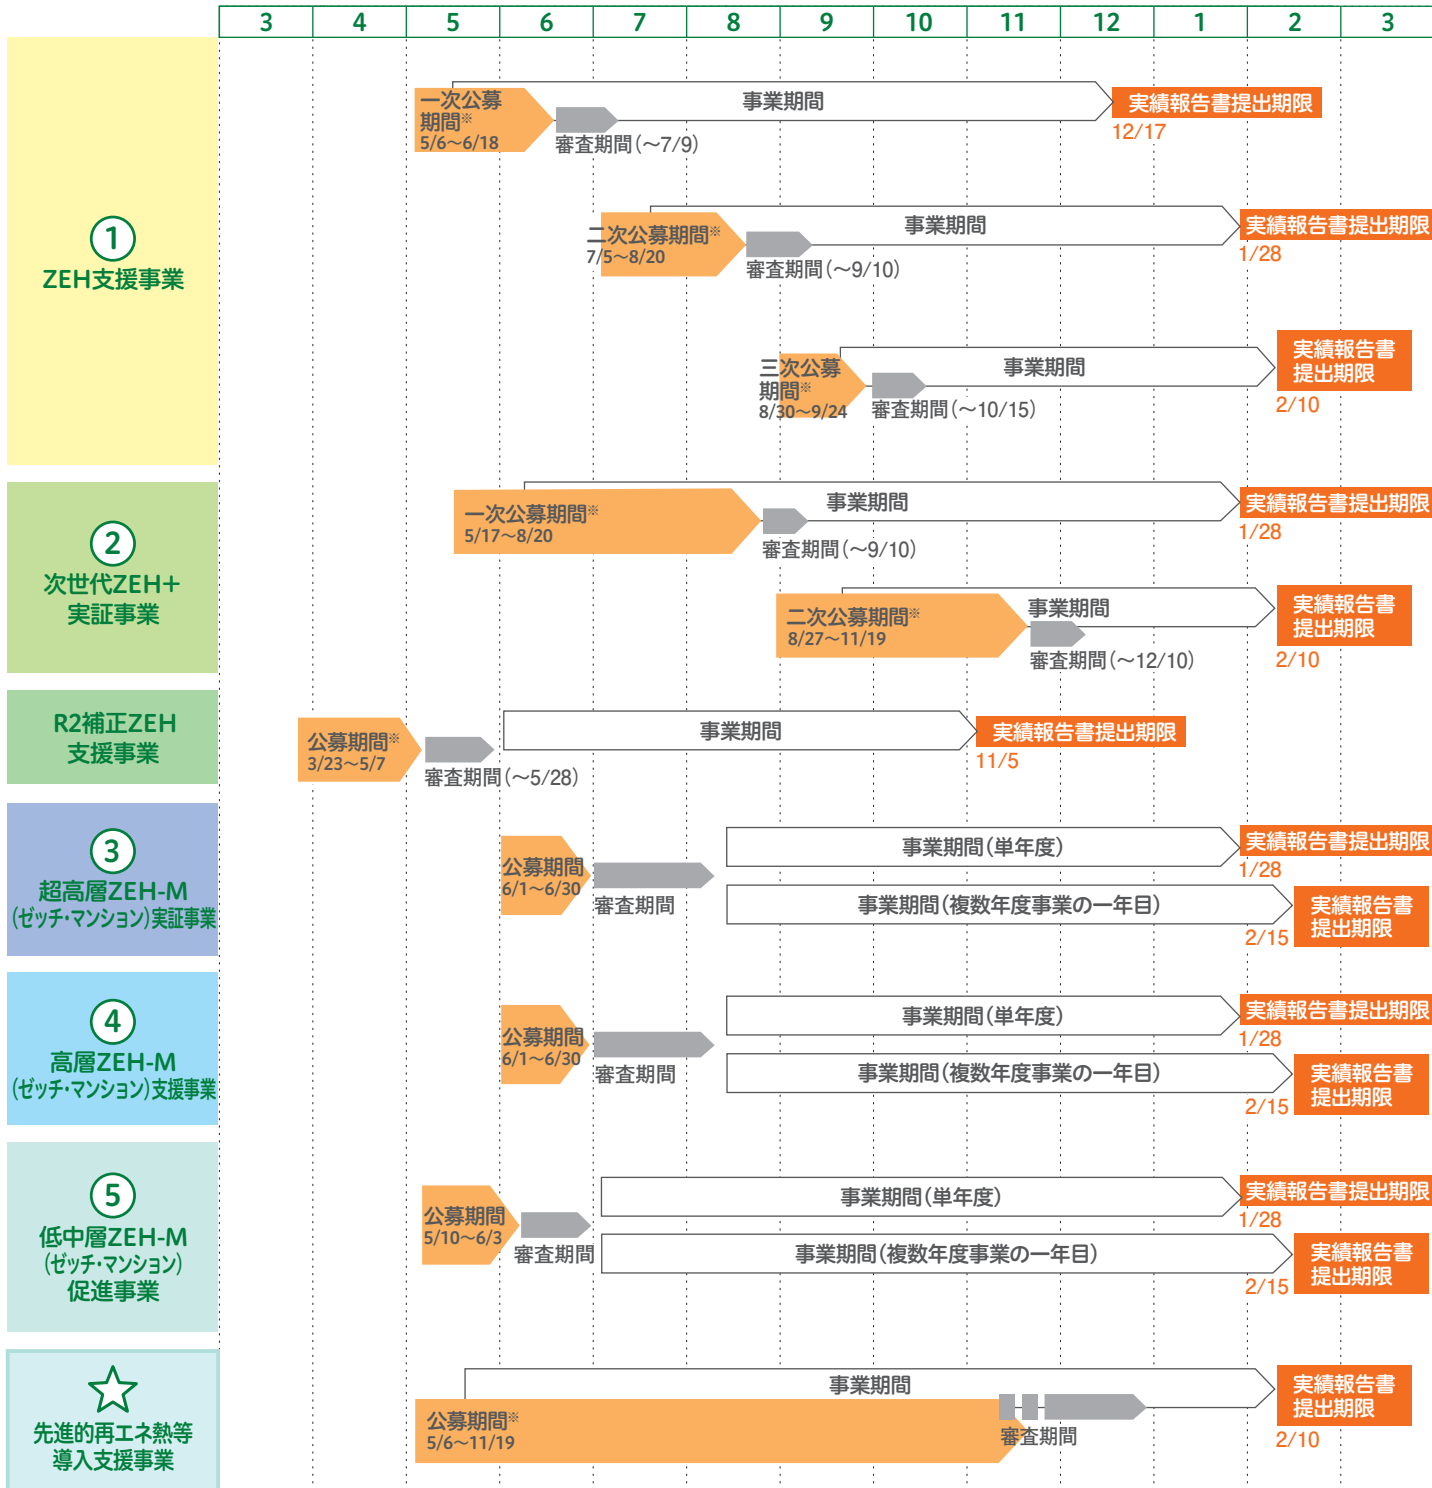 3 4 5 6 7 8 9 10 11 12 1 2 3
①
ZEH支援事業
一次公募
期間※
5/6～6/18
審査期間(～7/9)
事業期間
実績報告書提出期限
12/17
二次公募期間※
7/5～8/20
審査期間(～9/10)
事業期間
実績報告書提出期限
1/28
三次公募
期間※
8/30～9/24
審査期間(～10/15)
事業期間
実績報告書
提出期限
2/10
②
次世代ZEH＋
実証事業
一次公募期間※
5/17～8/20
審査期間(～9/10)
事業期間
実績報告書提出期限
1/28
二次公募期間※
8/27～11/19
審査期間(～12/10)
事業期間
実績報告書
提出期限
2/10
R2補正ZEH
支援事業
公募期間※
3/23～5/7
審査期間(～5/28)
事業期間
実績報告書提出期限
11/5
③
超高層ZEH-M
(ゼッチ・マンション)実証事業
公募期間
6/1～6/30
審査期間
事業期間(単年度)
実績報告書提出期限
1/28
事業期間(複数年度事業の一年目)
実績報告書
提出期限
2/15
④
高層ZEH-M
(ゼッチ・マンション)支援事業
公募期間
6/1～6/30
審査期間
事業期間(単年度)
実績報告書提出期限
1/28
事業期間(複数年度事業の一年目)
実績報告書
提出期限
2/15
⑤
低中層ZEH-M
(ゼッチ・マンション)
促進事業
公募期間
5/10～6/3
審査期間
事業期間(単年度)
実績報告書提出期限
1/28
事業期間(複数年度事業の一年目)
実績報告書
提出期限
2/15
☆
先進的再エネ熱等
導入支援事業
公募期間※
5/6～11/19
審査期間
事業期間
実績報告書
提出期限
2/10